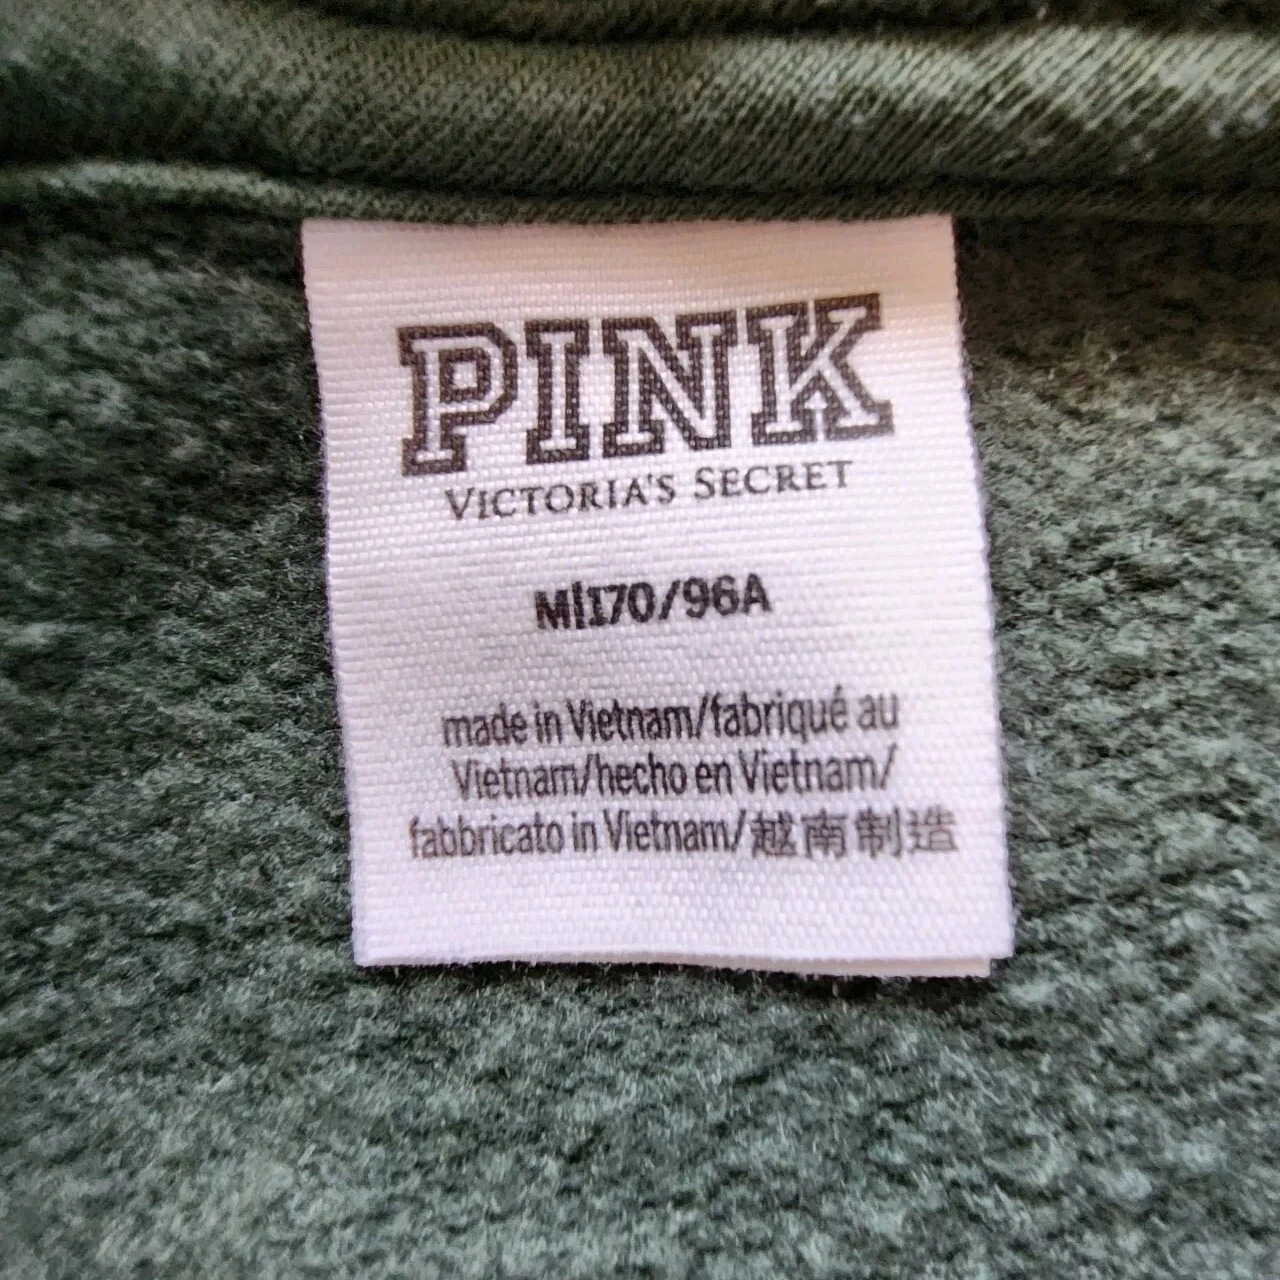 PINK
VICTORIA'S SECRET
M|170/96A
made in Vietnam/fabriqué au
Vietnam/hecho en Vietnam/
fabbricato in Vietnam/越南制造